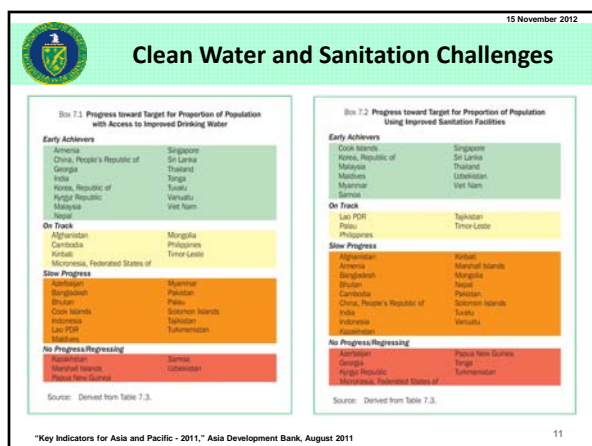 15 November 2012
Clean Water and Sanitation Challenges
Box 7.1 Progress toward Target for Proportion of Population
with Access to Improved Drinking Water
Early Achievers
Armenia Singapore
China, People's Republic of Sri Lanka
Georgia Thailand
India Tonga
Korea, Republic of Tuvalu
Kyrgyz Republic Vanuatu
Malaysia Viet Nam
Nepal
On Track
Afghanistan Mongolia
Cambodia Philippines
Kiribati Timor-Leste
Micronesia, Federated States of
Slow Progress
Azerbaijan Myanmar
Bangladesh Pakistan
Bhutan Palau
Cook Islands Solomon Islands
Indonesia Tajikistan
Lao PDR Turkmenistan
Maldives
No Progress/Regressing
Kazakhstan Samoa
Marshall Islands Uzbekistan
Papua New Guinea
Source: Derived from Table 7.3.
Box 7.2 Progress toward Target for Proportion of Population
Using Improved Sanitation Facilities
Early Achievers
Cook Islands Singapore
Korea, Republic of Sri Lanka
Malaysia Thailand
Maldives Uzbekistan
Myanmar Viet Nam
Samoa
On Track
Lao PDR Tajikistan
Palau Timor-Leste
Philippines
Slow Progress
Afghanistan Kiribati
Armenia Marshall Islands
Bangladesh Mongolia
Bhutan Nepal
Cambodia Pakistan
China, People's Republic of Solomon Islands
India Tuvalu
Indonesia Vanuatu
Kazakhstan
No Progress/Regressing
Azerbaijan Papua New Guinea
Georgia Tonga
Kyrgyz Republic Turkmenistan
Micronesia, Federated States of
Source: Derived from Table 7.3.
"Key Indicators for Asia and Pacific - 2011," Asia Development Bank, August 2011
11